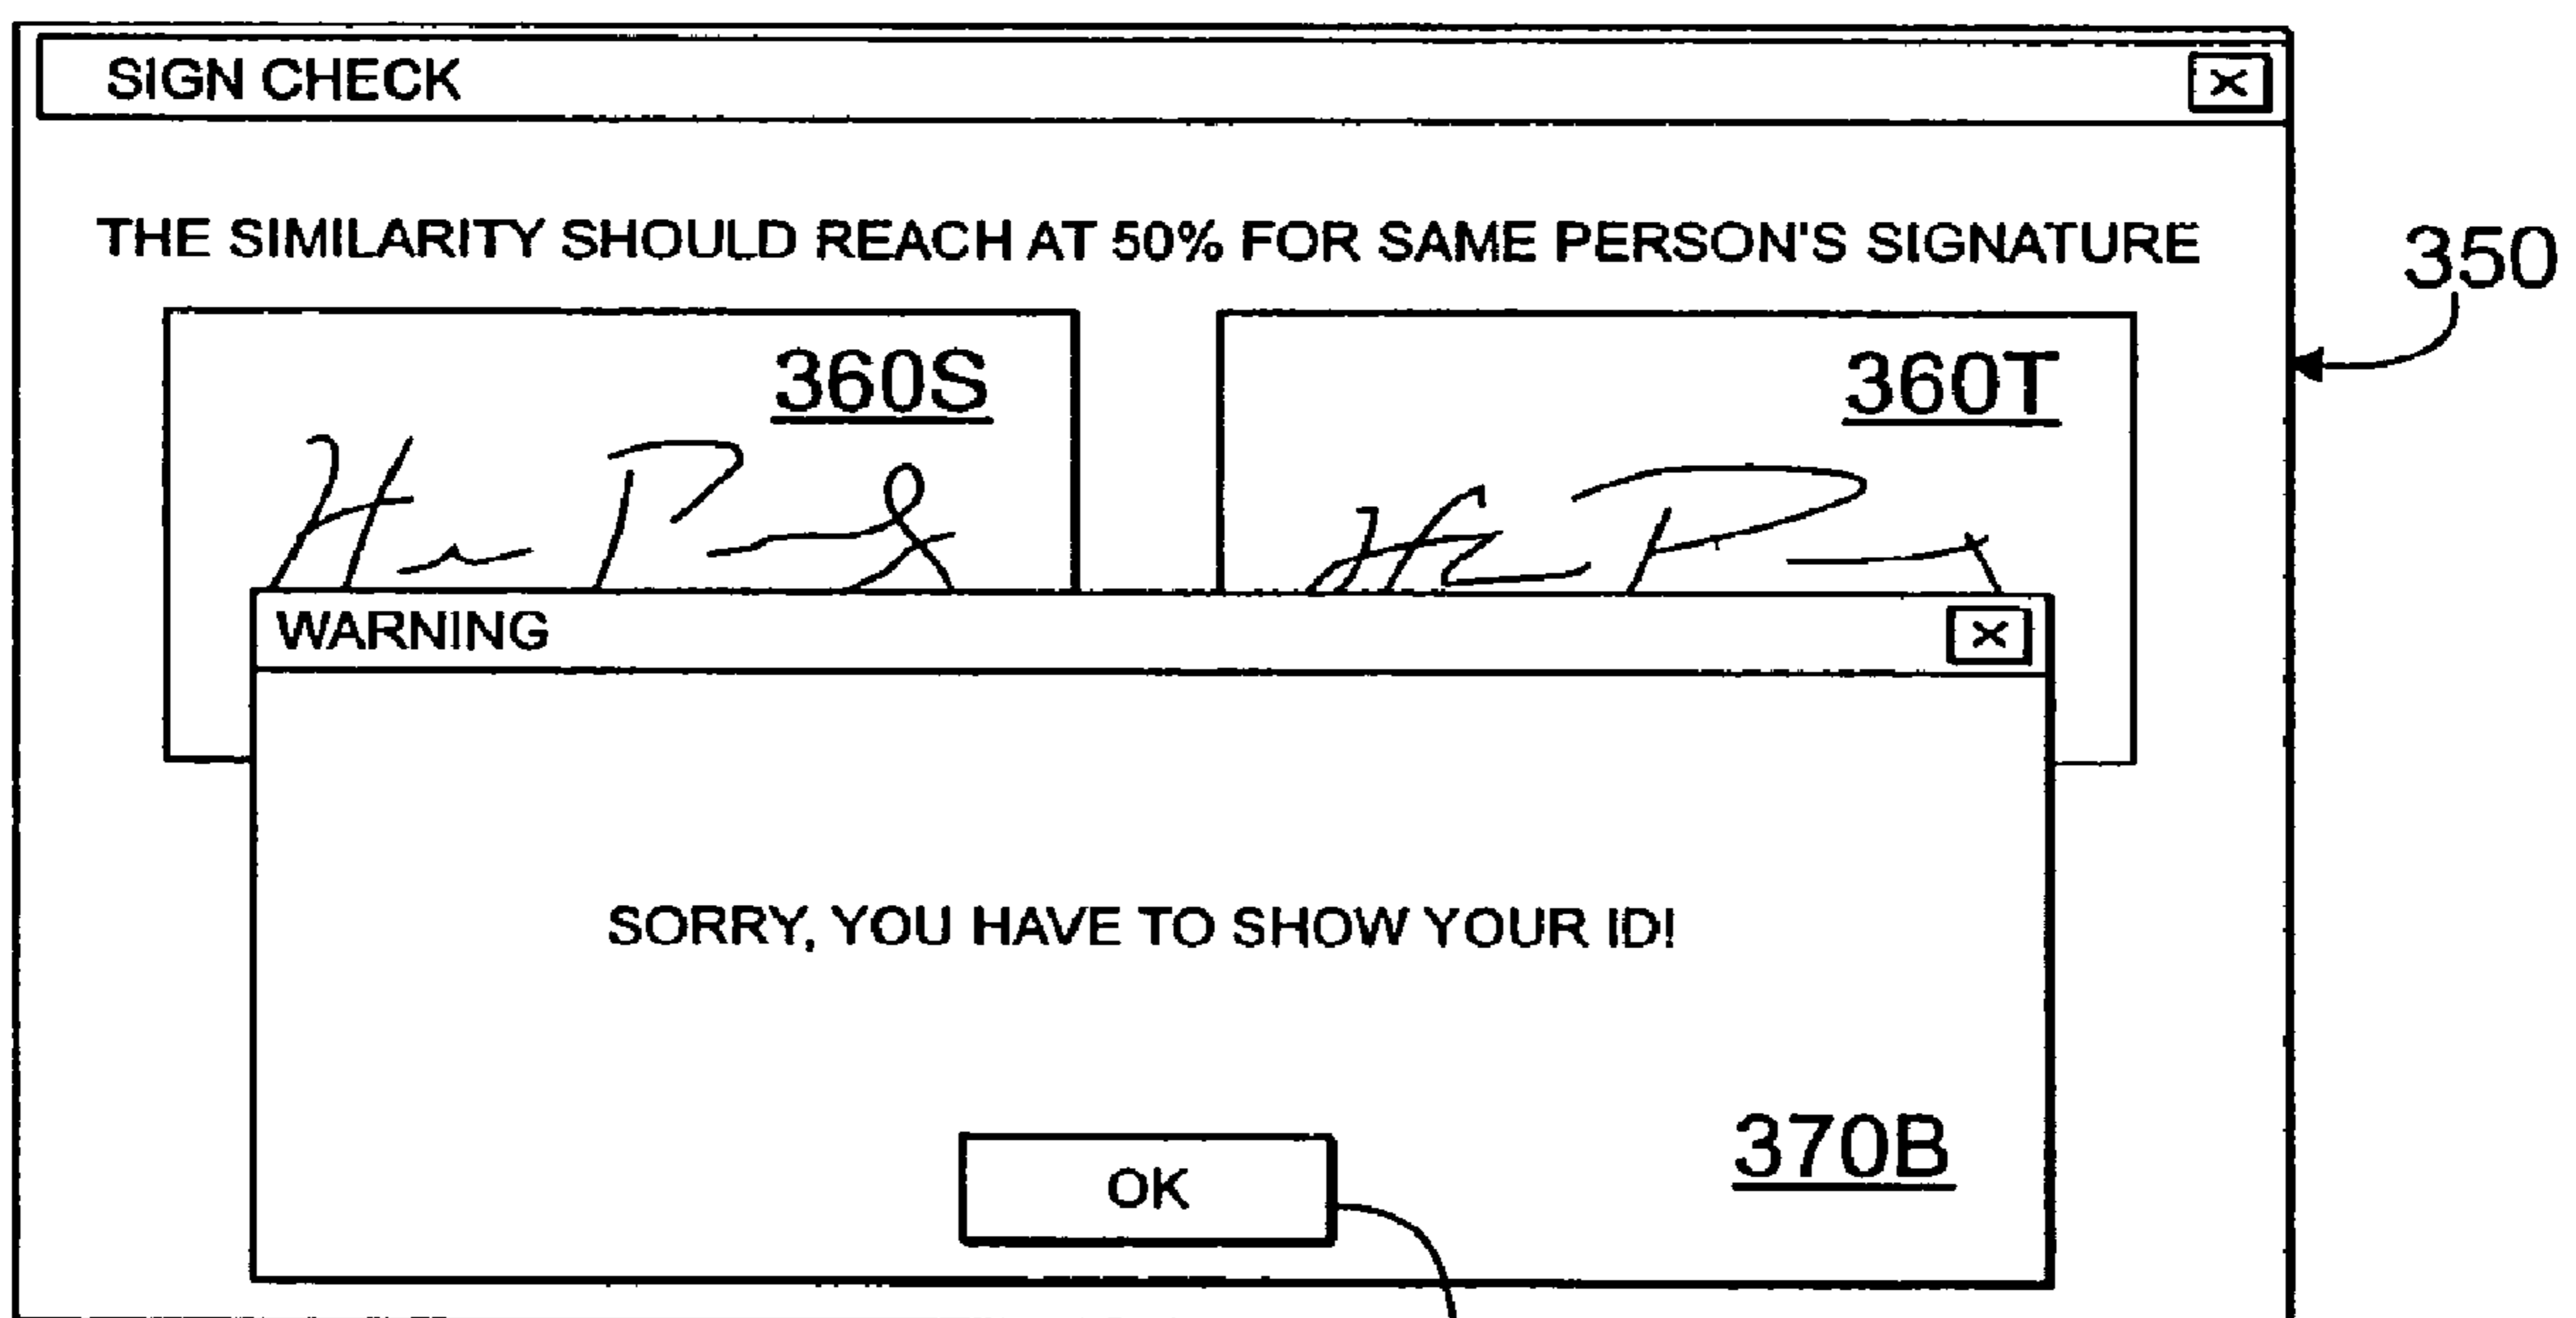 SIGN CHECK
THE SIMILARITY SHOULD REACH AT 50% FOR SAME PERSON'S SIGNATURE
350
360S
360T
WARNING
SORRY, YOU HAVE TO SHOW YOUR ID!
370B
OK